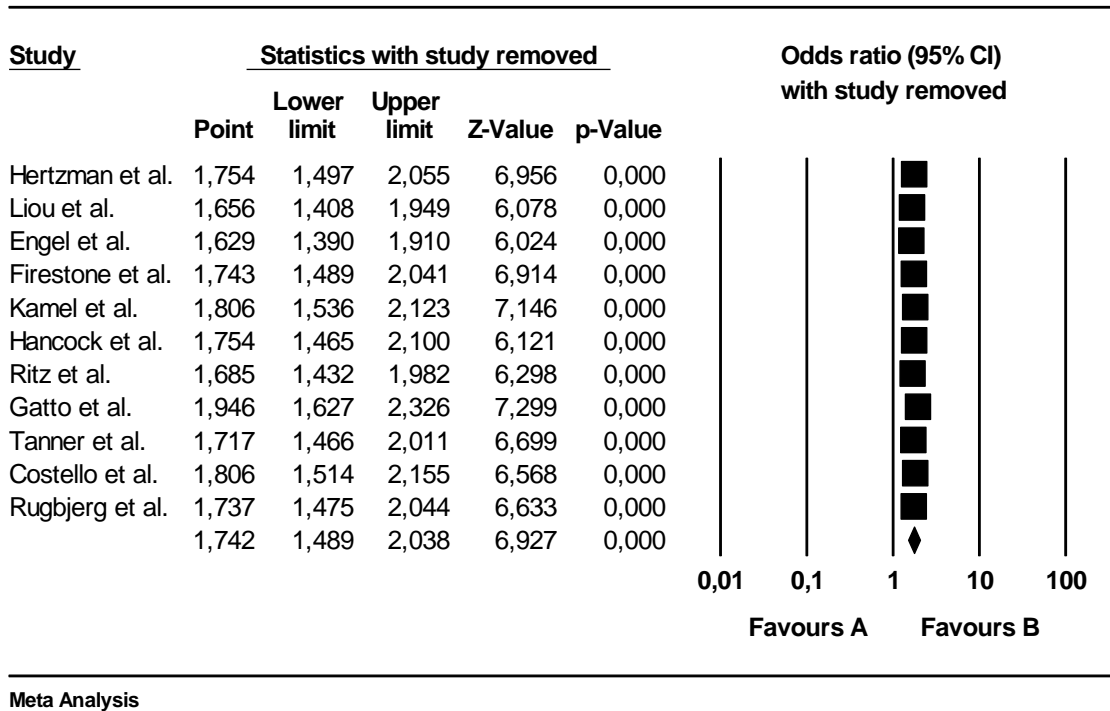 Study Statistics with study removed Odds ratio (95% CI)
with study removed
Lower Upper
Point limit limit Z-Value p-Value
Hertzman et al. 1,754 1,497 2,055 6,956 0,000
Liou et al. 1,656 1,408 1,949 6,078 0,000
Engel et al. 1,629 1,390 1,910 6,024 0,000
Firestone et al. 1,743 1,489 2,041 6,914 0,000
Kamel et al. 1,806 1,536 2,123 7,146 0,000
Hancock et al. 1,754 1,465 2,100 6,121 0,000
Ritz et al. 1,685 1,432 1,982 6,298 0,000
Gatto et al. 1,946 1,627 2,326 7,299 0,000
Tanner et al. 1,717 1,466 2,011 6,699 0,000
Costello et al. 1,806 1,514 2,155 6,568 0,000
Rugbjerg et al. 1,737 1,475 2,044 6,633 0,000
1,742 1,489 2,038 6,927 0,000
0,01 0,1 1 10 100
Favours A Favours B
Meta Analysis